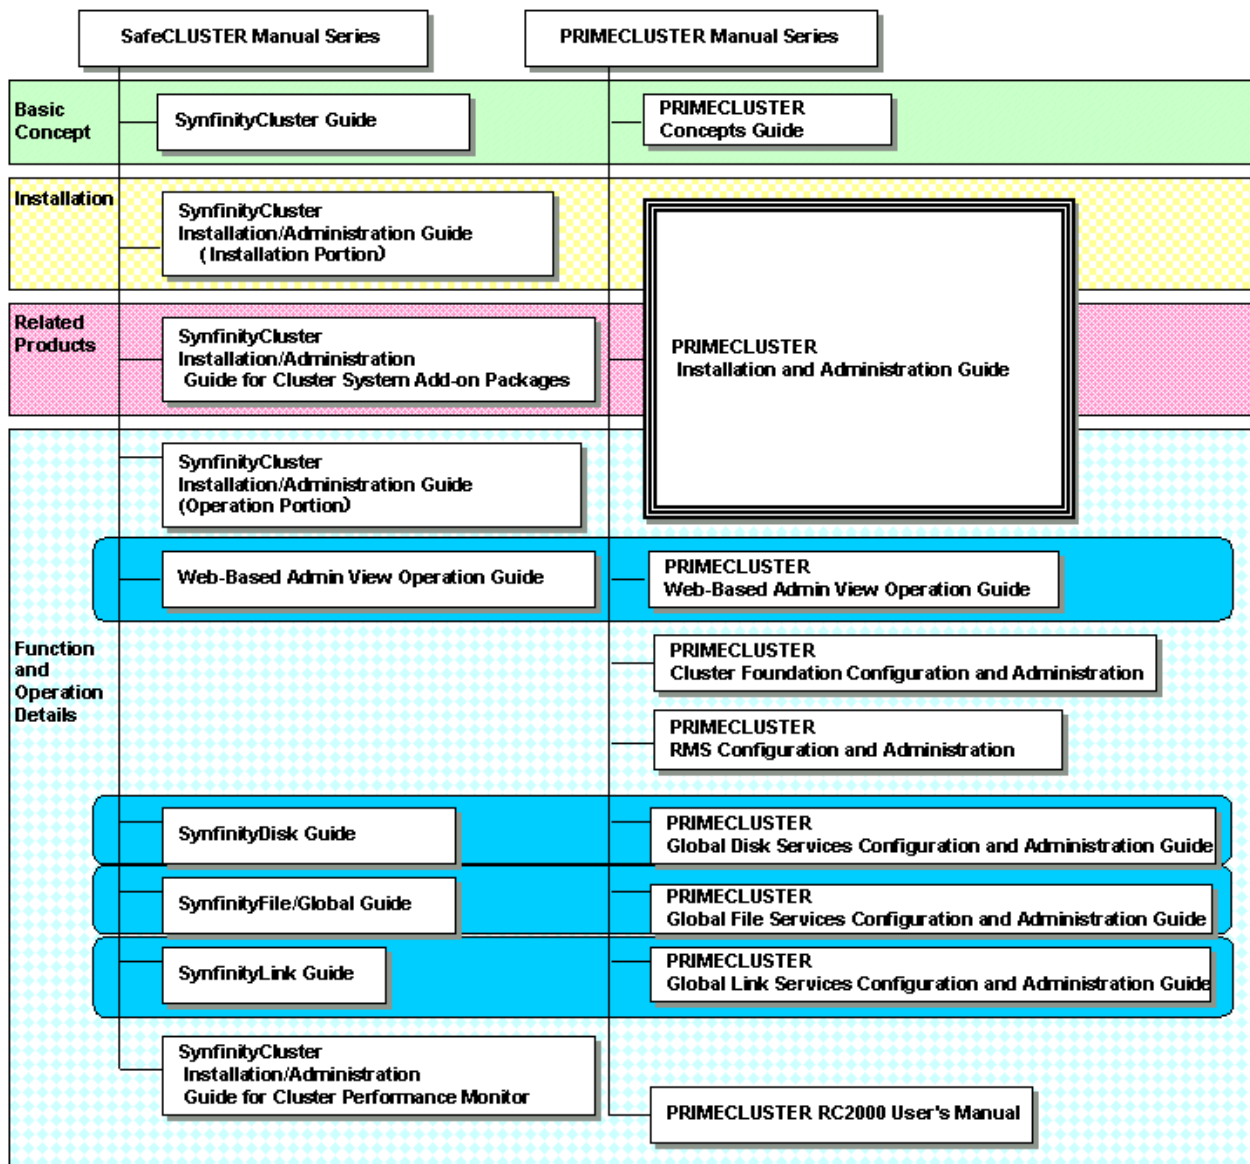 SafeCLUSTER Manual Series
PRIMECLUSTER Manual Series
Basic
Concept
SynfinityCluster Guide
PRIMECLUSTER
Concepts Guide
Installation
SynfinityCluster
Installation/Administration Guide
(Installation Portion)
Related
Products
SynfinityCluster
Installation/Administration
Guide for Cluster System Add-on Packages
PRIMECLUSTER
Installation and Administration Guide
SynfinityCluster
Installation/Administration Guide
(Operation Portion)
Web-Based Admin View Operation Guide
PRIMECLUSTER
Web-Based Admin View Operation Guide
Function
and
Operation
Details
PRIMECLUSTER
Cluster Foundation Configuration and Administration
PRIMECLUSTER
RMS Configuration and Administration
SynfinityDisk Guide
PRIMECLUSTER
Global Disk Services Configuration and Administration Guide
SynfinityFile/Global Guide
PRIMECLUSTER
Global File Services Configuration and Administration Guide
SynfinityLink Guide
PRIMECLUSTER
Global Link Services Configuration and Administration Guide
SynfinityCluster
Installation/Administration
Guide for Cluster Performance Monitor
PRIMECLUSTER RC2000 User's Manual